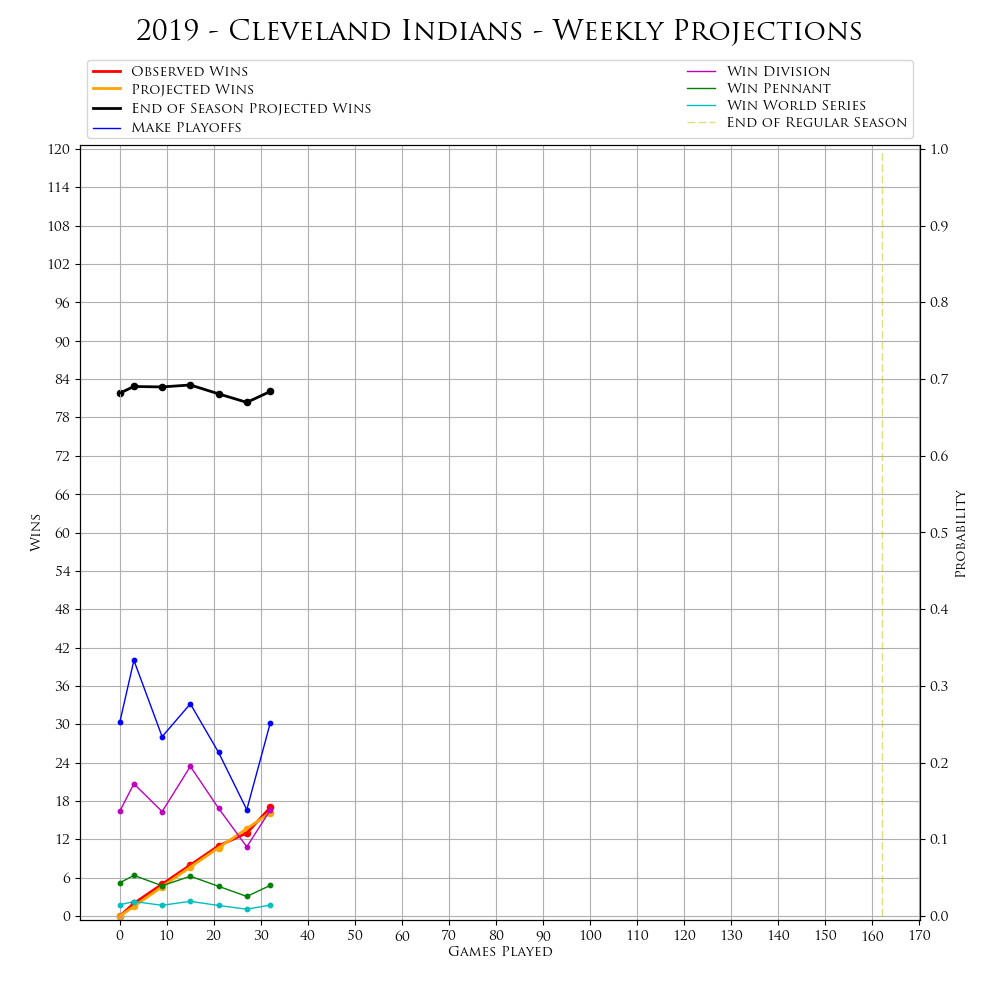 2019 - Cleveland Indians - Weekly Projections
Observed Wins
Projected Wins
End of Season Projected Wins
Make Playoffs
Win Division
Win Pennant
Win World Series
End of Regular Season
120
114
108
102
96
90
84
78
72
66
60
54
48
42
36
30
24
18
12
6
0
Wins
1.0
0.9
0.8
0.7
0.6
0.5
0.4
0.3
0.2
0.1
0.0
Probability
0 10 20 30 40 50 60 70 80 90 100 110 120 130 140 150 160 170
Games Played